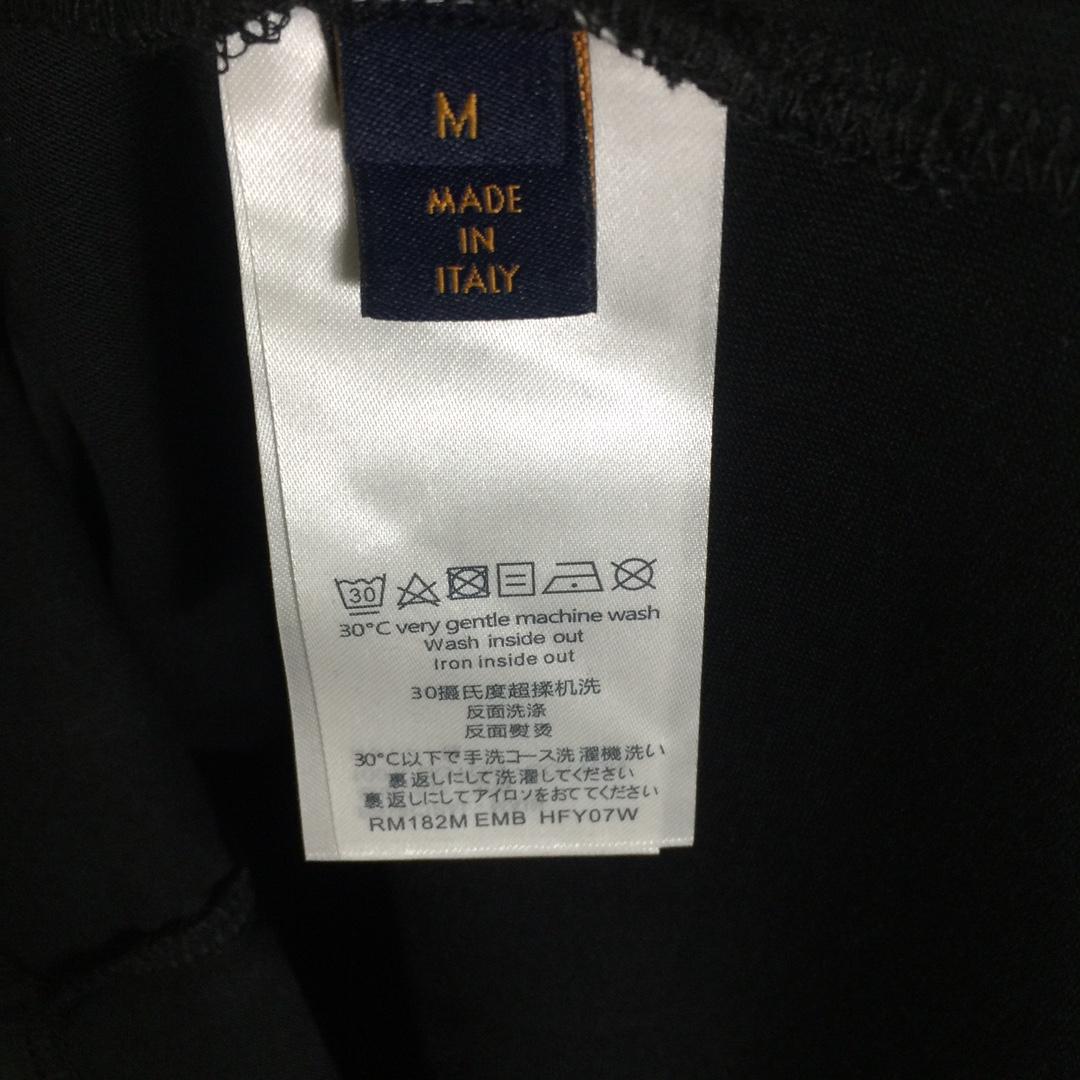 M
MADE
IN
ITALY
30
30°C very gentle machine wash
Wash inside out
Iron inside out
30摄氏度超揉机洗
反面洗涤
反面熨烫
30°C以下で手洗コース洗濯機洗い
裏返しにして洗濯してください
裏返しにしてアイロンをおててください
RM182M EMB HFY07W